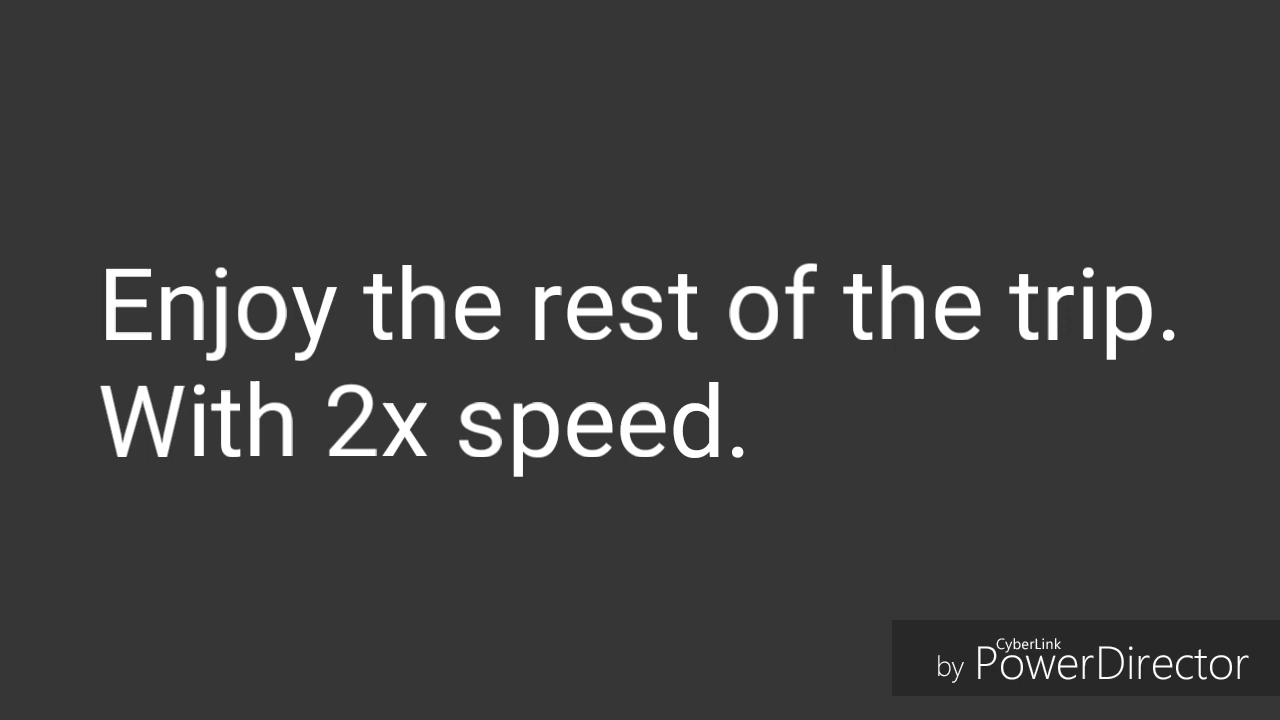 Enjoy the rest of the trip.
With 2x speed.
by CyberLink PowerDirector